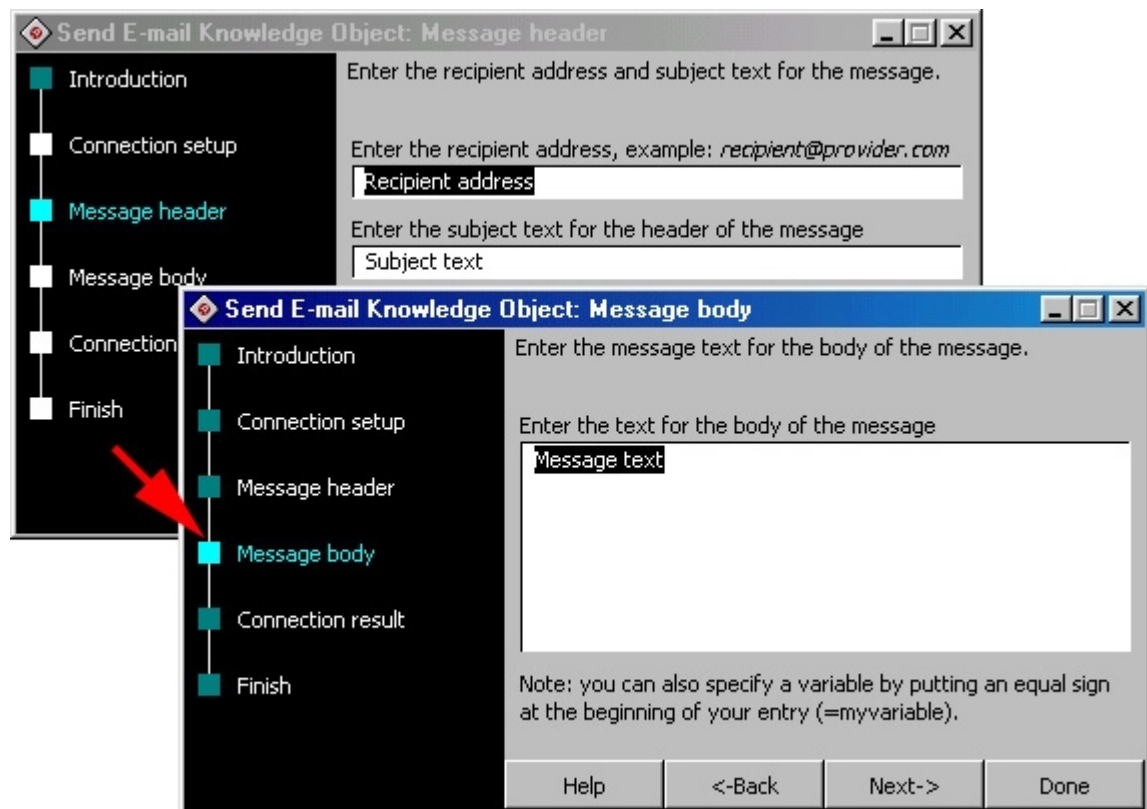 Send E-mail Knowledge Object: Message header
Introduction
Connection setup
Message header
Message body
Connection
Finish
Enter the recipient address and subject text for the message.
Enter the recipient address, example: recipient@provider.com
Recipient address
Enter the subject text for the header of the message
Subject text
Send E-mail Knowledge Object: Message body
Introduction
Connection setup
Message header
Message body
Connection result
Finish
Enter the message text for the body of the message.
Enter the text for the body of the message
Message text
Note: you can also specify a variable by putting an equal sign
at the beginning of your entry (=myvariable).
Help
<-Back
Next->
Done